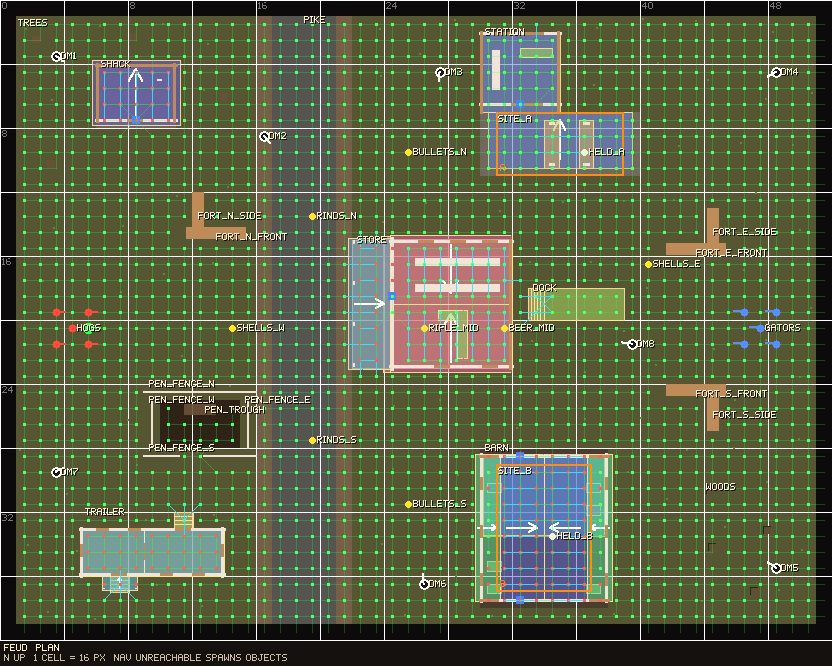 0 8 16 24 32 40 48
TREES
PIKE
STATION
DM1
SHACK
DM3
DM4
SITE_A
8
DM2
BULLETS_N
HELD_A
FORT_N_SIDE
RINDS_N
FORT_N_FRONT
FORT_E_SIDE
STORE
FORT_E_FRONT
16
SHELLS_E
DOCK
HOGS
SHELLS_W
RIFLE_MID
BEER_MID
GATORS
DM8
24
PEN_FENCE_N
FORT_S_FRONT
PEN_FENCE_W
PEN_FENCE_E
PEN_TROUGH
FORT_S_SIDE
RINDS_S
PEN_FENCE_S
BARN
DM7
SITE_B
WOODS
BULLETS_S
TRAILER
32
HELD_B
DM6
DM5
FEUD PLAN
N UP 1 CELL = 16 PX NAV UNREACHABLE SPAWNS OBJECTS